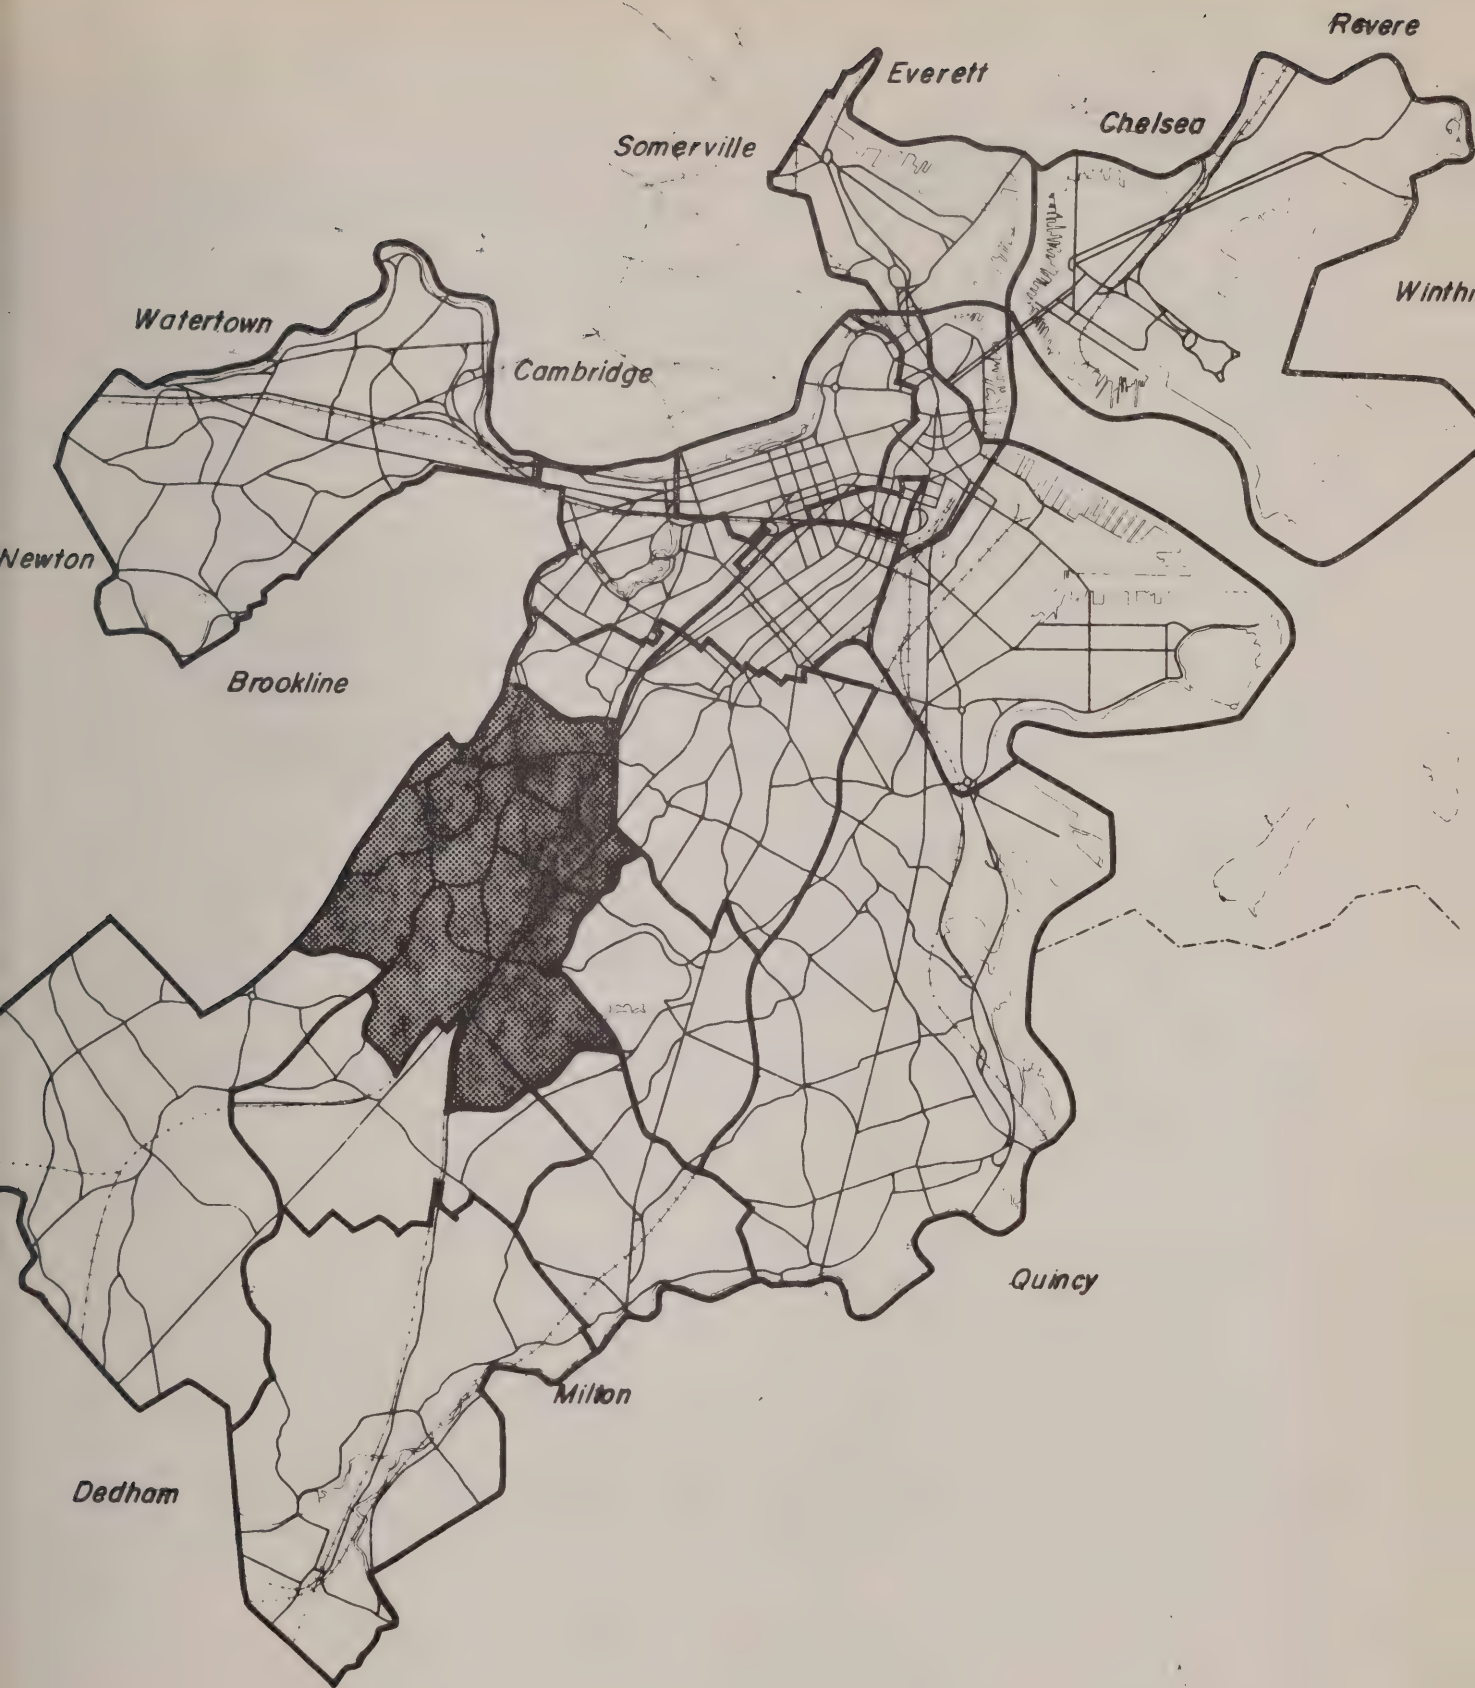 Revere
Everett
Chelsea
Somerville
Winthr
Watertown
Cambridge
Newton
Brookline
Quincy
Milton
Dedham